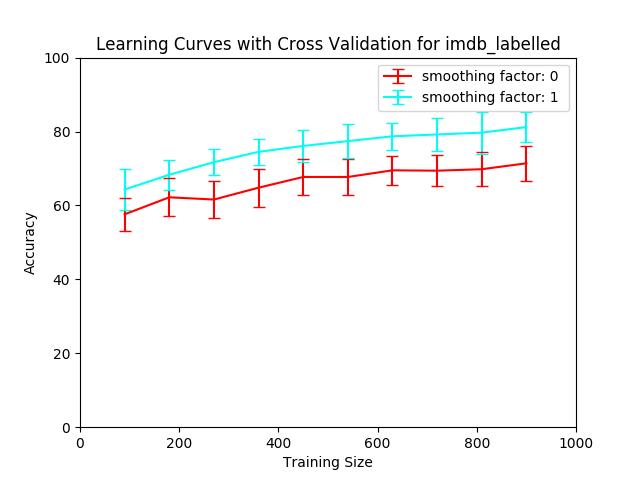 Learning Curves with Cross Validation for imdb_labelled
smoothing factor: 0
smoothing factor: 1
100
80
60
40
20
0
Accuracy
0 200 400 600 800 1000
Training Size